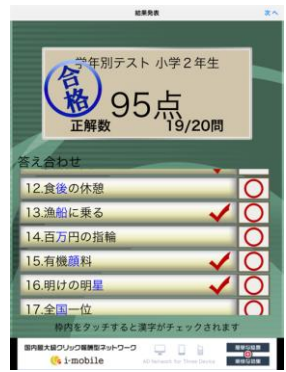 結果発表
次へ
学年別テスト 小学２年生
合格
95点
正解数 19/20問
答え合わせ
12.食後の休憩
13.漁船に乗る
14.百万円の指輪
15.有機顔料
16.明けの明星
17.全国一位
枠内をタッチすると漢字がチェックされます
国内最大級クリック報酬型ネットワーク
i-mobile
Ad Network for Three Device